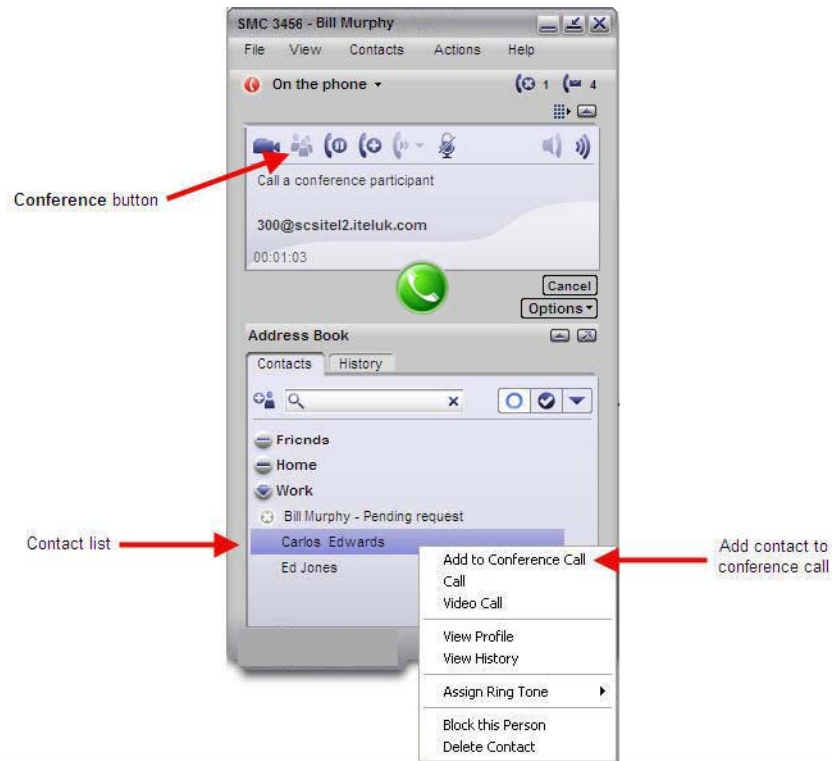 SMC 3456 - Bill Murphy
File View Contacts Actions Help
On the phone
1 4
Conference button
Call a conference participant
300@scsitel2.iteluk.com
00:01:03
Cancel
Options
Address Book
Contacts History
Friends
Home
Work
Bill Murphy - Pending request
Contact list
Carlos Edwards
Ed Jones
Add to Conference Call
Call
Video Call
View Profile
View History
Assign Ring Tone
Block this Person
Delete Contact
Add contact to
conference call